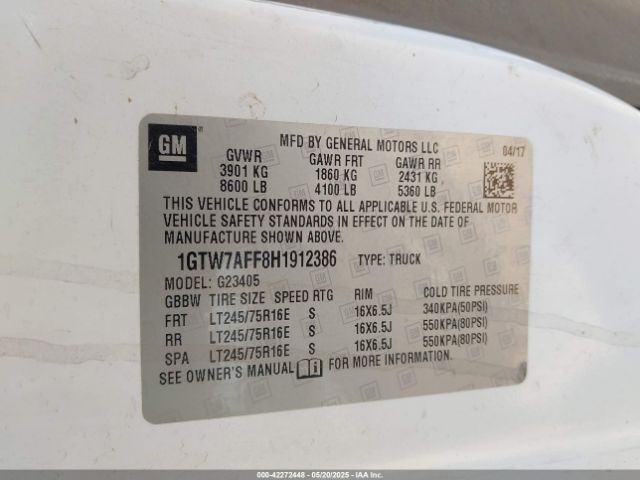 GM
MFD BY GENERAL MOTORS LLC
04/17
GVWR GAWR FRT GAWR RR
3901 KG 1860 KG 2431 KG
8600 LB 4100 LB 5360 LB
THIS VEHICLE CONFORMS TO ALL APPLICABLE U.S. FEDERAL MOTOR
VEHICLE SAFETY STANDARDS IN EFFECT ON THE DATE OF
MANUFACTURE SHOWN ABOVE.
1GTW7AFF8H1912386 TYPE: TRUCK
MODEL: G23405
GBBW TIRE SIZE SPEED RTG RIM COLD TIRE PRESSURE
FRT LT245/75R16E S 16X6.5J 340KPA(50PSI)
RR LT245/75R16E S 16X6.5J 550KPA(80PSI)
SPA LT245/75R16E S 16X6.5J 550KPA(80PSI)
SEE OWNER'S MANUAL FOR MORE INFORMATION.
000-42272448 - 05/20/2025 - IAAI.COM